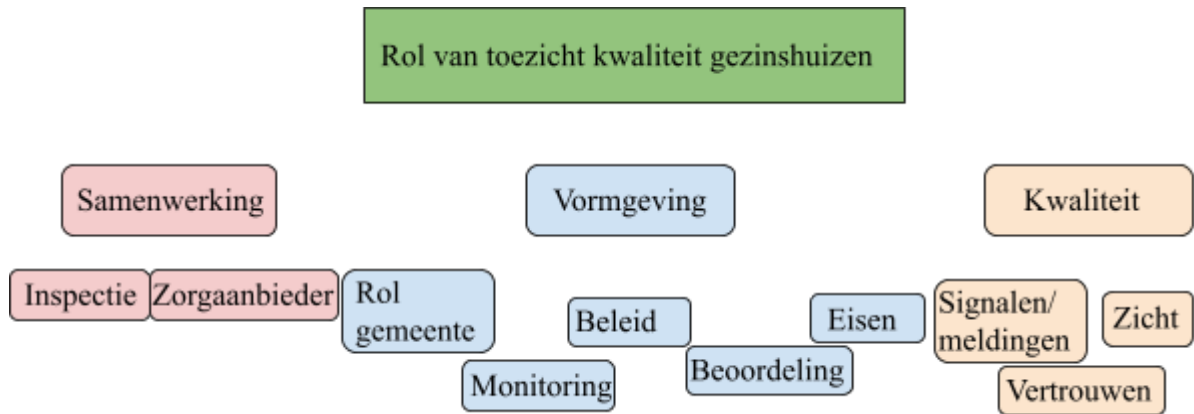 Rol van toezicht kwaliteit gezinshuizen
Samenwerking
Vormgeving
Kwaliteit
Inspectie
Zorgaanbieder
Rol
gemeente
Monitoring
Beleid
Beoordeling
Eisen
Signalen/
meldingen
Zicht
Vertrouwen